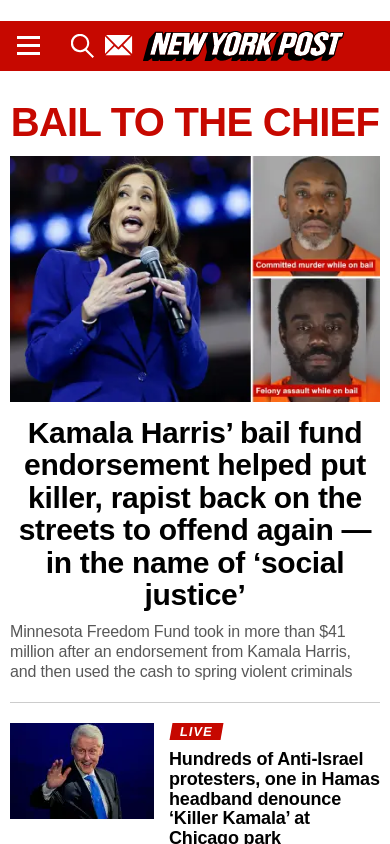 NEW YORK POST
BAIL TO THE CHIEF
Committed murder while on bail
Felony assault while on bail
Kamala Harris’ bail fund
endorsement helped put
killer, rapist back on the
streets to offend again —
in the name of ‘social
justice’
Minnesota Freedom Fund took in more than $41
million after an endorsement from Kamala Harris,
and then used the cash to spring violent criminals
LIVE
Hundreds of Anti-Israel
protesters, one in Hamas
headband denounce
‘Killer Kamala’ at
Chicago park